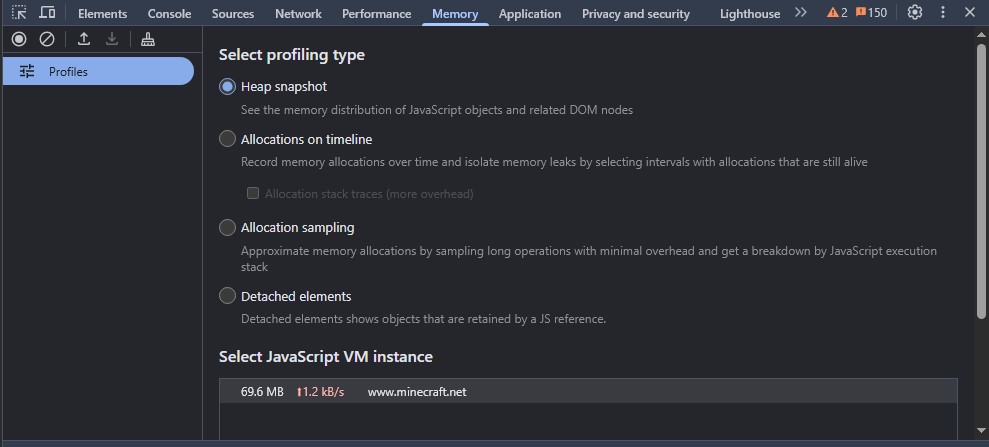 Elements Console Sources Network Performance Memory Application Privacy and security Lighthouse 2 150
Profiles
Select profiling type
Heap snapshot
See the memory distribution of JavaScript objects and related DOM nodes
Allocations on timeline
Record memory allocations over time and isolate memory leaks by selecting intervals with allocations that are still alive
Allocation stack traces (more overhead)
Allocation sampling
Approximate memory allocations by sampling long operations with minimal overhead and get a breakdown by JavaScript execution
stack
Detached elements
Detached elements shows objects that are retained by a JS reference.
Select JavaScript VM instance
69.6 MB ⬆1.2 kB/s www.minecraft.net